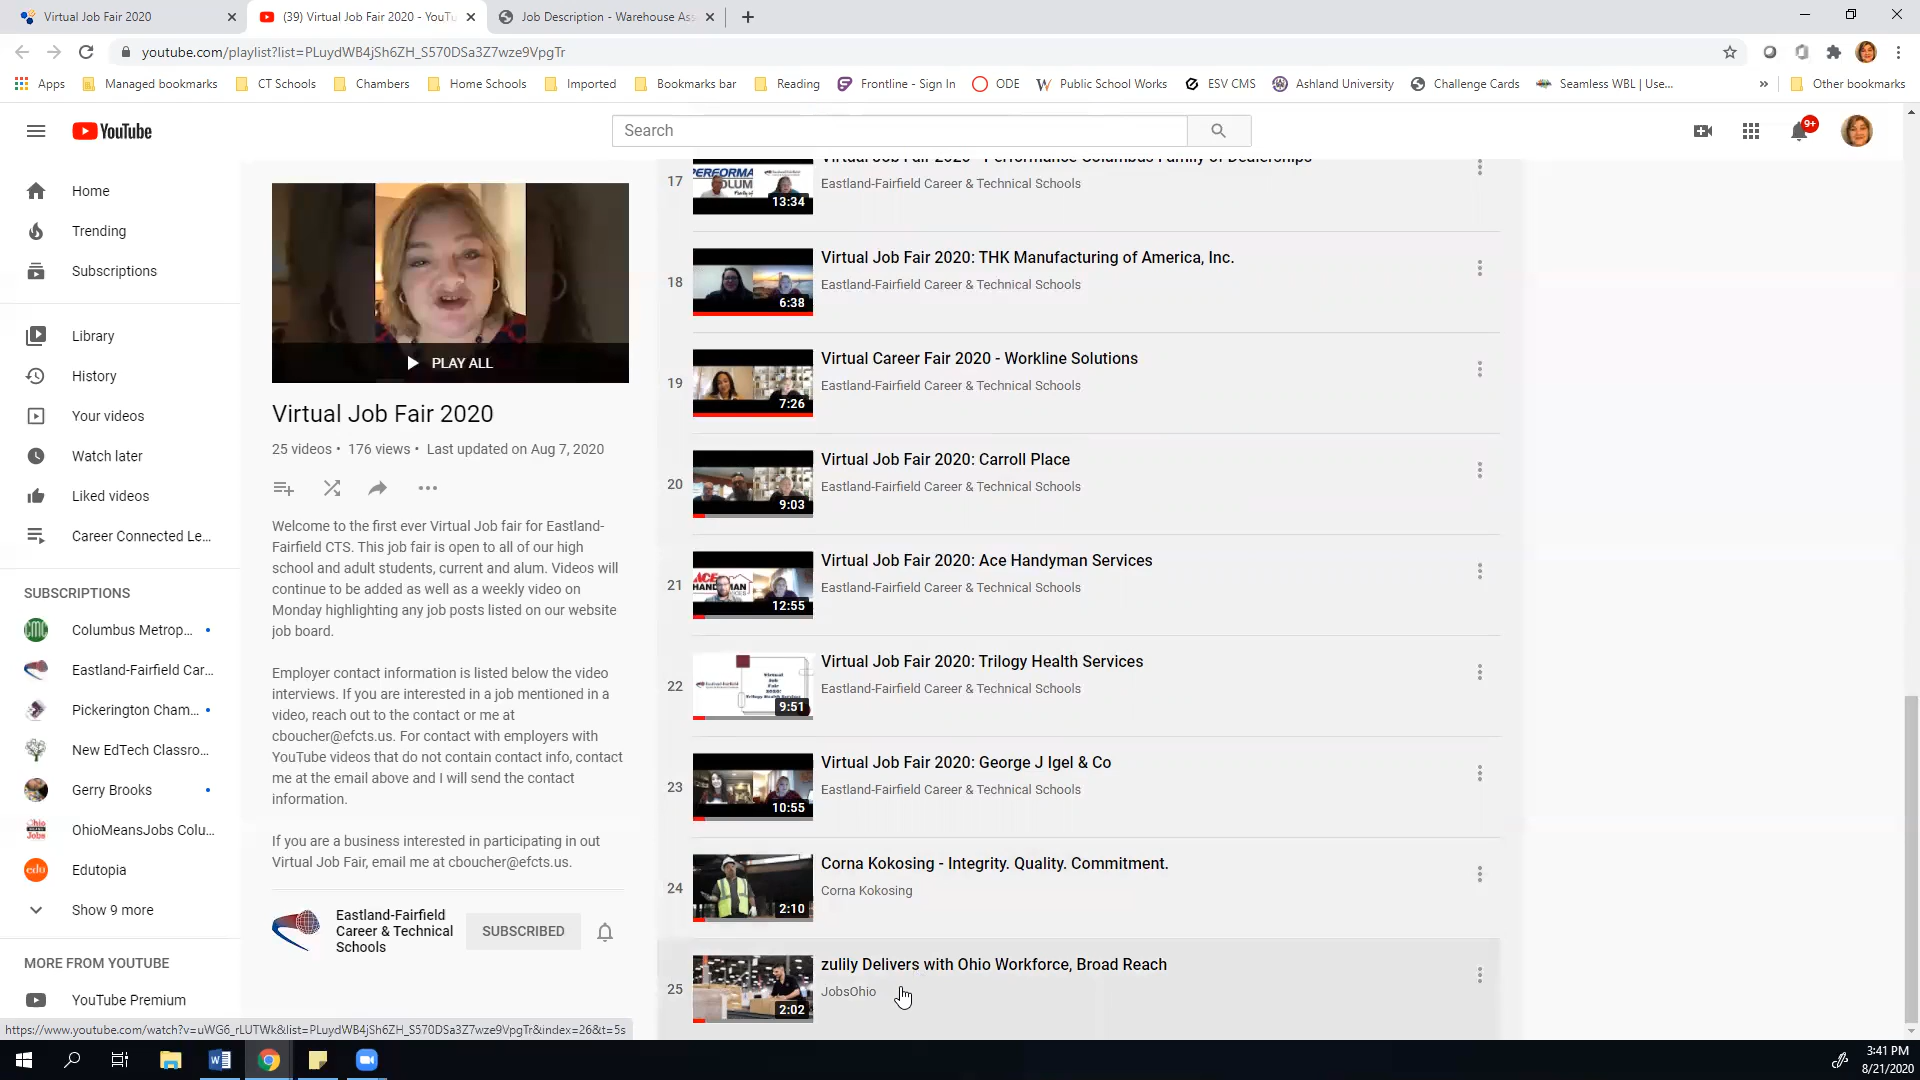 Virtual Job Fair 2020
(39) Virtual Job Fair 2020 - YouTu
Job Description - Warehouse Ass
youtube.com/playlist?list=PLuydWB4jSh6ZH_S570DSa3Z7wze9VpgTr
Apps Managed bookmarks CT Schools Chambers Home Schools Imported Bookmarks bar Reading Frontline - Sign In ODE Public School Works ESV CMS Ashland University Challenge Cards Seamless WBL | Use... » Other bookmarks
YouTube
Search
9+
Home
Trending
Subscriptions
Library
History
Your videos
Watch later
Liked videos
Career Connected Le...
SUBSCRIPTIONS
Columbus Metrop...
Eastland-Fairfield Car...
Pickerington Cham...
New EdTech Classro...
Gerry Brooks
OhioMeansJobs Colu...
Edutopia
Show 9 more
MORE FROM YOUTUBE
YouTube Premium
PLAY ALL
Virtual Job Fair 2020
25 videos • 176 views • Last updated on Aug 7, 2020
Welcome to the first ever Virtual Job fair for Eastland-
Fairfield CTS. This job fair is open to all of our high
school and adult students, current and alum. Videos will
continue to be added as well as a weekly video on
Monday highlighting any job posts listed on our website
job board.
Employer contact information is listed below the video
interviews. If you are interested in a job mentioned in a
video, reach out to the contact or me at
cboucher@efcts.us. For contact with employers with
YouTube videos that do not contain contact info, contact
me at the email above and I will send the contact
information.
If you are a business interested in participating in out
Virtual Job Fair, email me at cboucher@efcts.us.
Eastland-Fairfield
Career & Technical
Schools
SUBSCRIBED
17
13:34
Virtual Job Fair 2020 - Performance Columbus Family of Dealerships
Eastland-Fairfield Career & Technical Schools
18
6:38
Virtual Job Fair 2020: THK Manufacturing of America, Inc.
Eastland-Fairfield Career & Technical Schools
19
7:26
Virtual Career Fair 2020 - Workline Solutions
Eastland-Fairfield Career & Technical Schools
20
9:03
Virtual Job Fair 2020: Carroll Place
Eastland-Fairfield Career & Technical Schools
21
12:55
Virtual Job Fair 2020: Ace Handyman Services
Eastland-Fairfield Career & Technical Schools
22
9:51
Virtual Job Fair 2020: Trilogy Health Services
Eastland-Fairfield Career & Technical Schools
23
10:55
Virtual Job Fair 2020: George J Igel & Co
Eastland-Fairfield Career & Technical Schools
24
2:10
Corna Kokosing - Integrity. Quality. Commitment.
Corna Kokosing
25
2:02
zulily Delivers with Ohio Workforce, Broad Reach
JobsOhio
https://www.youtube.com/watch?v=uWG6_rLUTWk&list=PLuydWB4jSh6ZH_S570DSa3Z7wze9VpgTr&index=26&t=5s
3:41 PM
8/21/2020